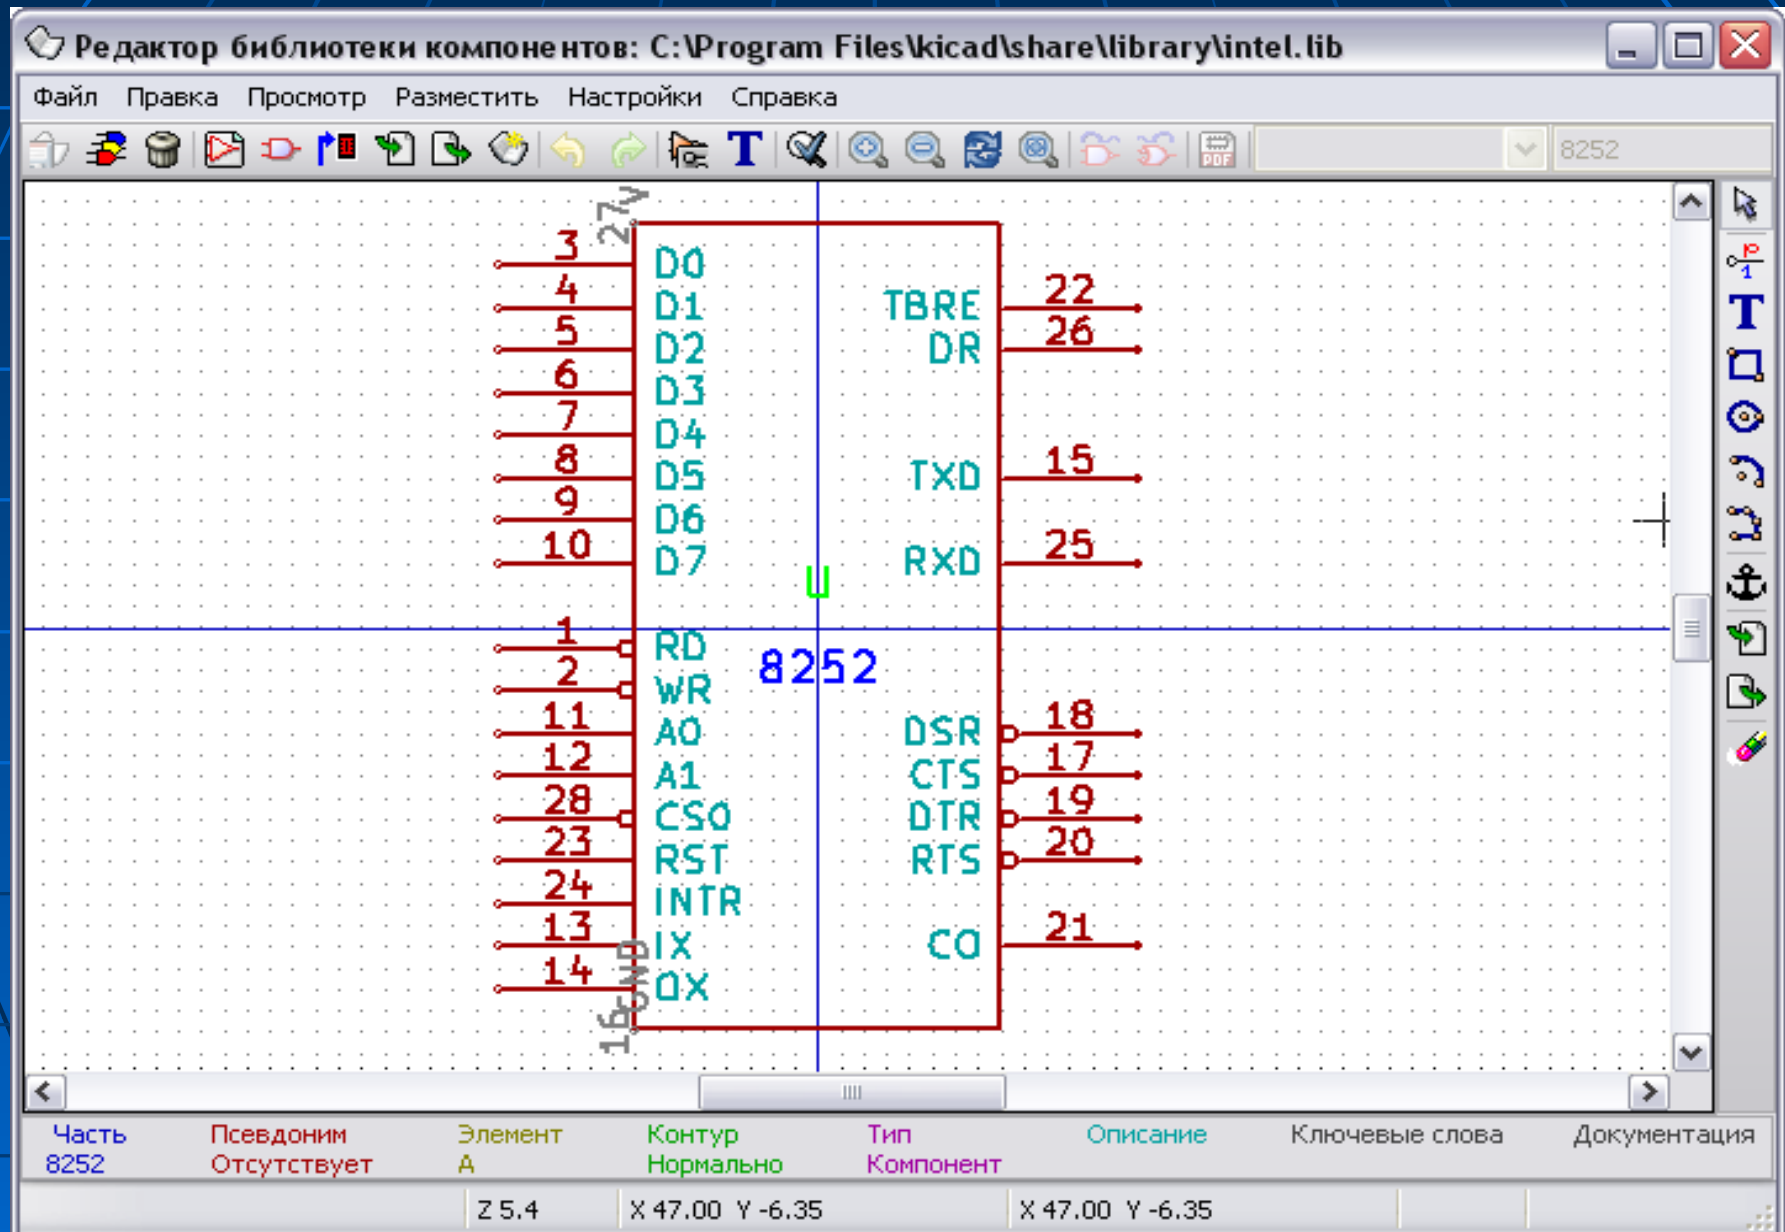 Редактор библиотеки компонентов: C:\Program Files\kicad\share\library\intel.lib
Файл Правка Просмотр Разместить Настройки Справка
T PDF 8252
27 V
3 D0
4 D1 TBRE 22
5 D2 DR 26
6 D3
7 D4
8 D5 TXD 15
9 D6
10 D7 RXD 25
U
1 RD
8252
2 WR
11 A0 DSR 18
12 A1 CTS 17
28 CS0 DTR 19
23 RST RTS 20
24 INTR
13 IX CO 21
14 OX
16 GND
P
1
T
Часть Псевдоним Элемент Контур Тип Описание Ключевые слова Документация
8252 Отсутствует A Нормально Компонент
Z 5.4 X 47.00 Y -6.35 X 47.00 Y -6.35